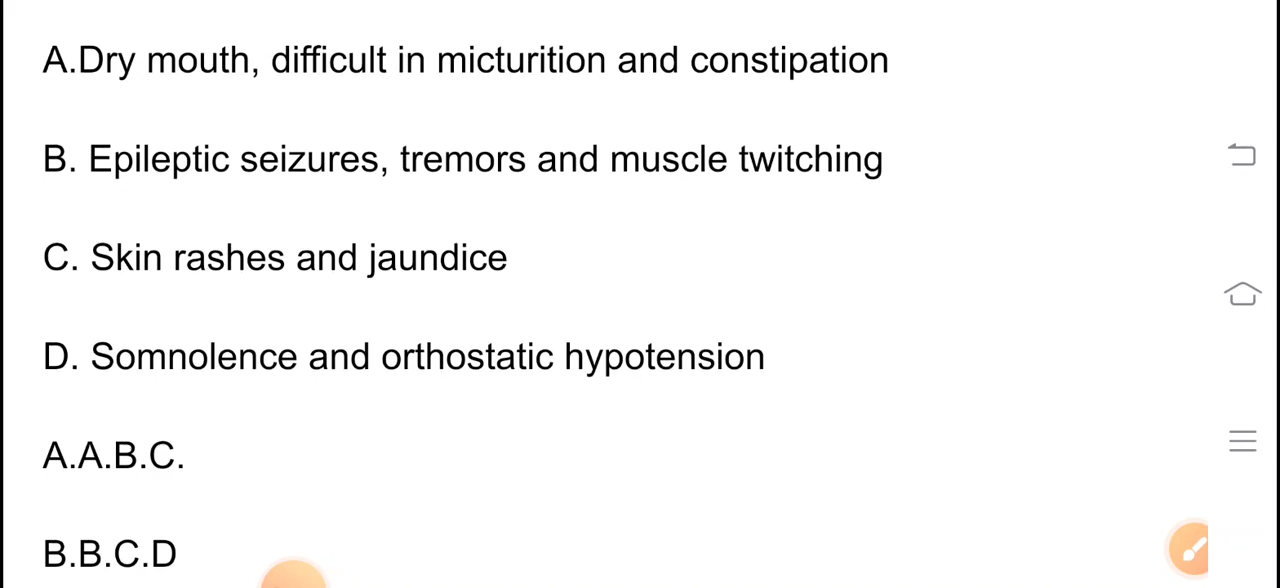 A.Dry mouth, difficult in micturition and constipation
B. Epileptic seizures, tremors and muscle twitching
C. Skin rashes and jaundice
D. Somnolence and orthostatic hypotension
A.A.B.C.
B.B.C.D